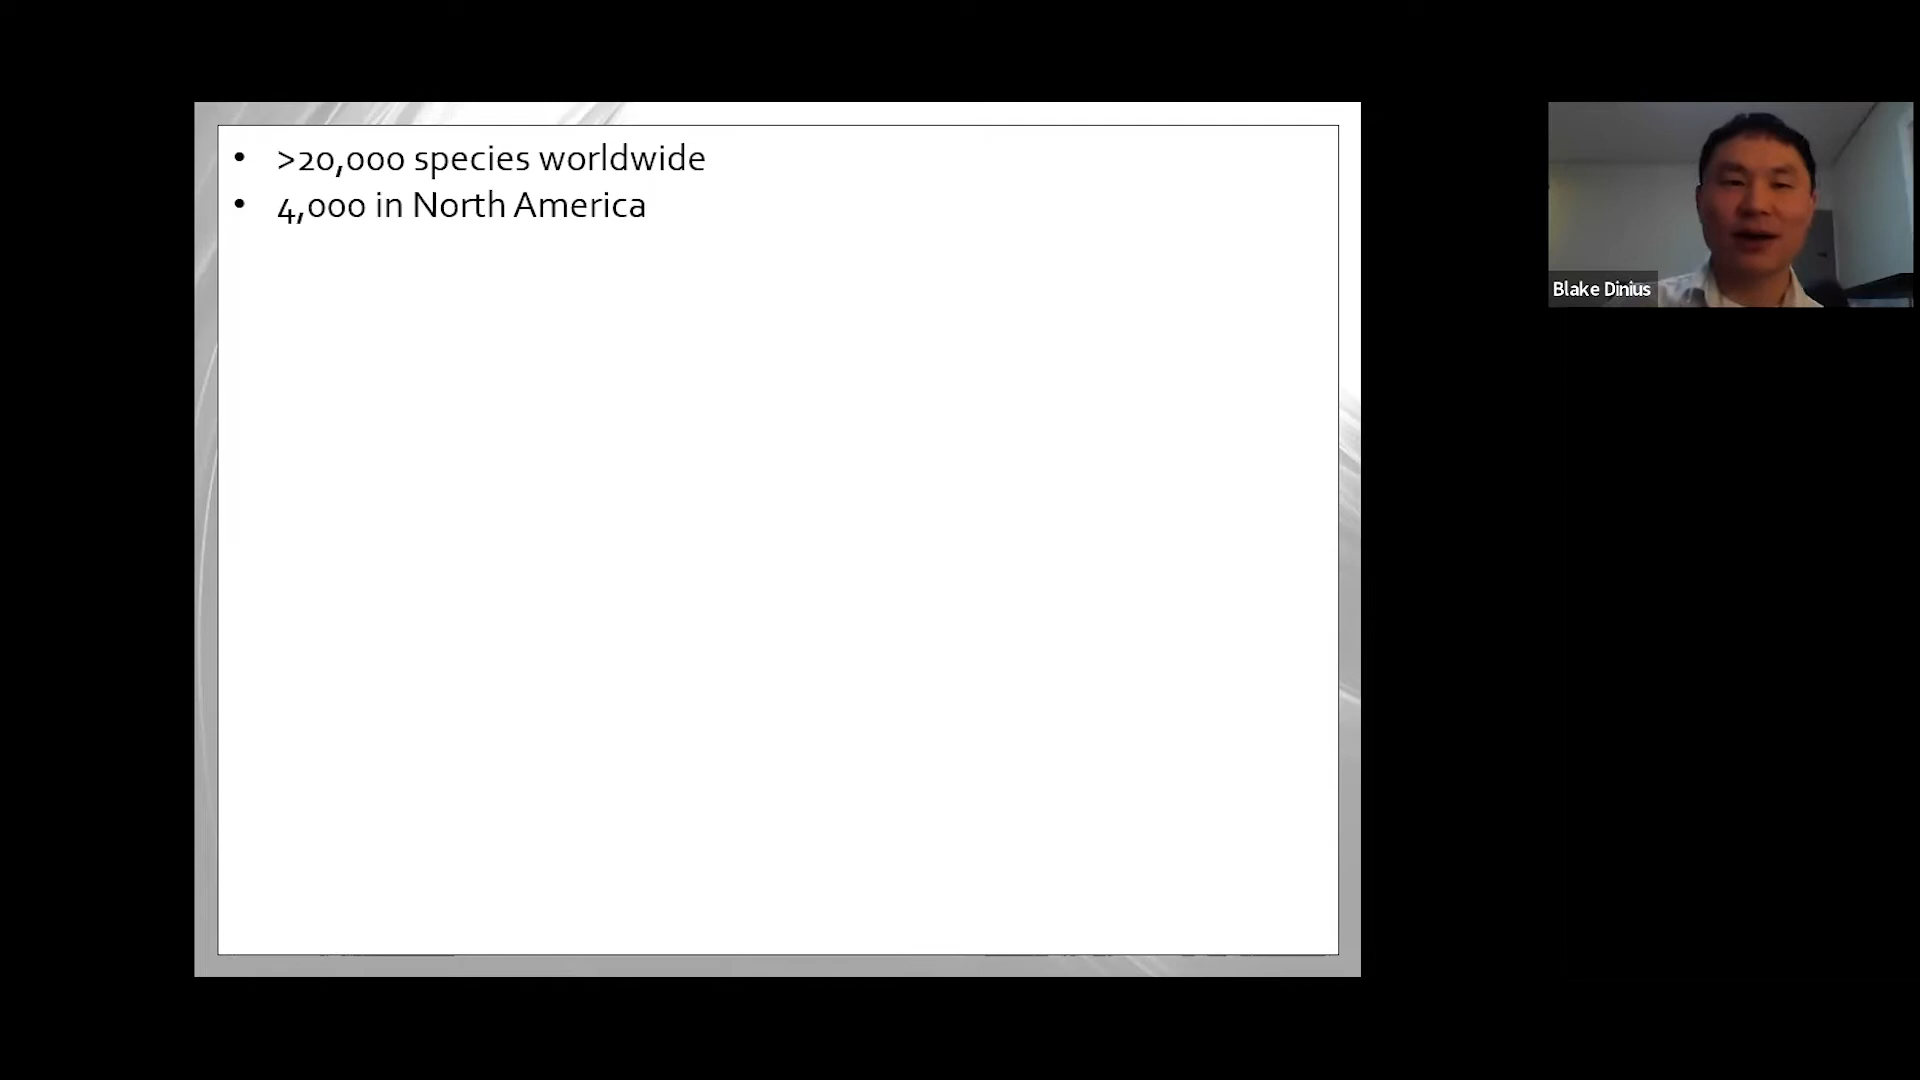 • >20,000 species worldwide
• 4,000 in North America
Blake Dinius